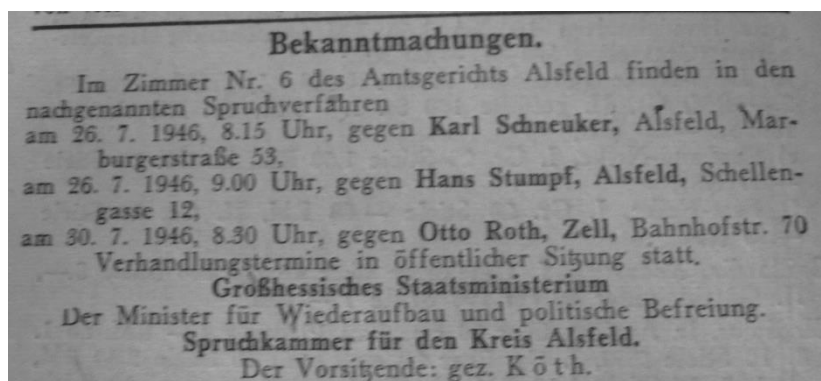 Bekanntmachungen.
Im Zimmer Nr. 6 des Amtsgerichts Alsfeld finden in den
nachgenannten Spruchverfahren
am 26. 7. 1946, 8.15 Uhr, gegen Karl Schneuker, Alsfeld, Mar-
burgerstraße 53,
am 26. 7. 1946, 9.00 Uhr, gegen Hans Stumpf, Alsfeld, Schellen-
gasse 12,
am 30. 7. 1946, 8.30 Uhr, gegen Otto Roth, Zell, Bahnhofstr. 70
Verhandlungstermine in öffentlicher Sitzung statt.
Großhessisches Staatsministerium
Der Minister für Wiederaufbau und politische Befreiung.
Spruchkammer für den Kreis Alsfeld.
Der Vorsitzende: gez. Köth.